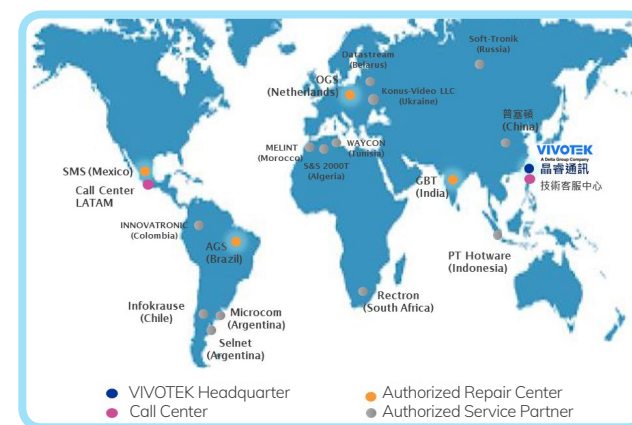 Soft-Tronik
(Russia)
Datastream
(Belarus)
OGS
(Netherlands)
Konus-Video LLC
(Ukraine)
普塞頓
(China)
MELINT
(Morocco)
WAYCON
(Tunisia)
S&S 2000T
(Algeria)
VIVOTEK
A Delta Group Company
晶睿通訊
技術客服中心
SMS (Mexico)
Call Center
LATAM
GBT
(India)
INNOVATRONIC
(Colombia)
AGS
(Brazil)
PT Hotware
(Indonesia)
Rectron
(South Africa)
Infokrause
(Chile)
Microcom
(Argentina)
Selnet
(Argentina)
VIVOTEK Headquarter
Authorized Repair Center
Call Center
Authorized Service Partner